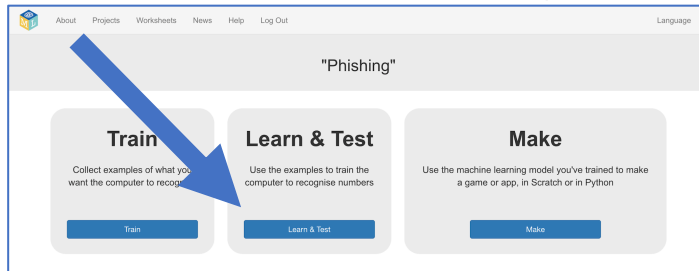 About Projects Worksheets News Help Log Out Language
"Phishing"
Train
Collect examples of what you
want the computer to
Train
Learn & Test
Use the examples to train the
computer to recognise numbers
Learn & Test
Make
Use the machine learning model you've trained to make
a game or app, in Scratch or in Python
Make